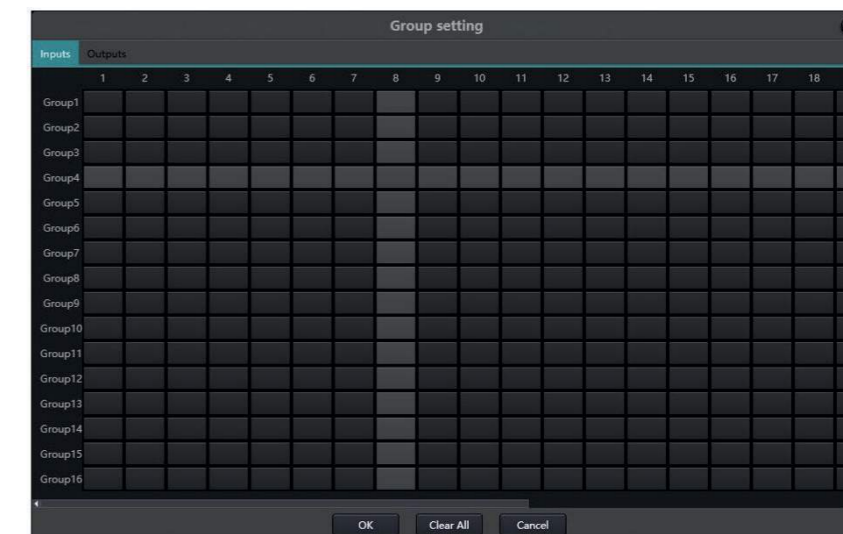 Group setting
Inputs Outputs
1 2 3 4 5 6 7 8 9 10 11 12 13 14 15 16 17 18
Group1
Group2
Group3
Group4
Group5
Group6
Group7
Group8
Group9
Group10
Group11
Group12
Group13
Group14
Group15
Group16
OK Clear All Cancel